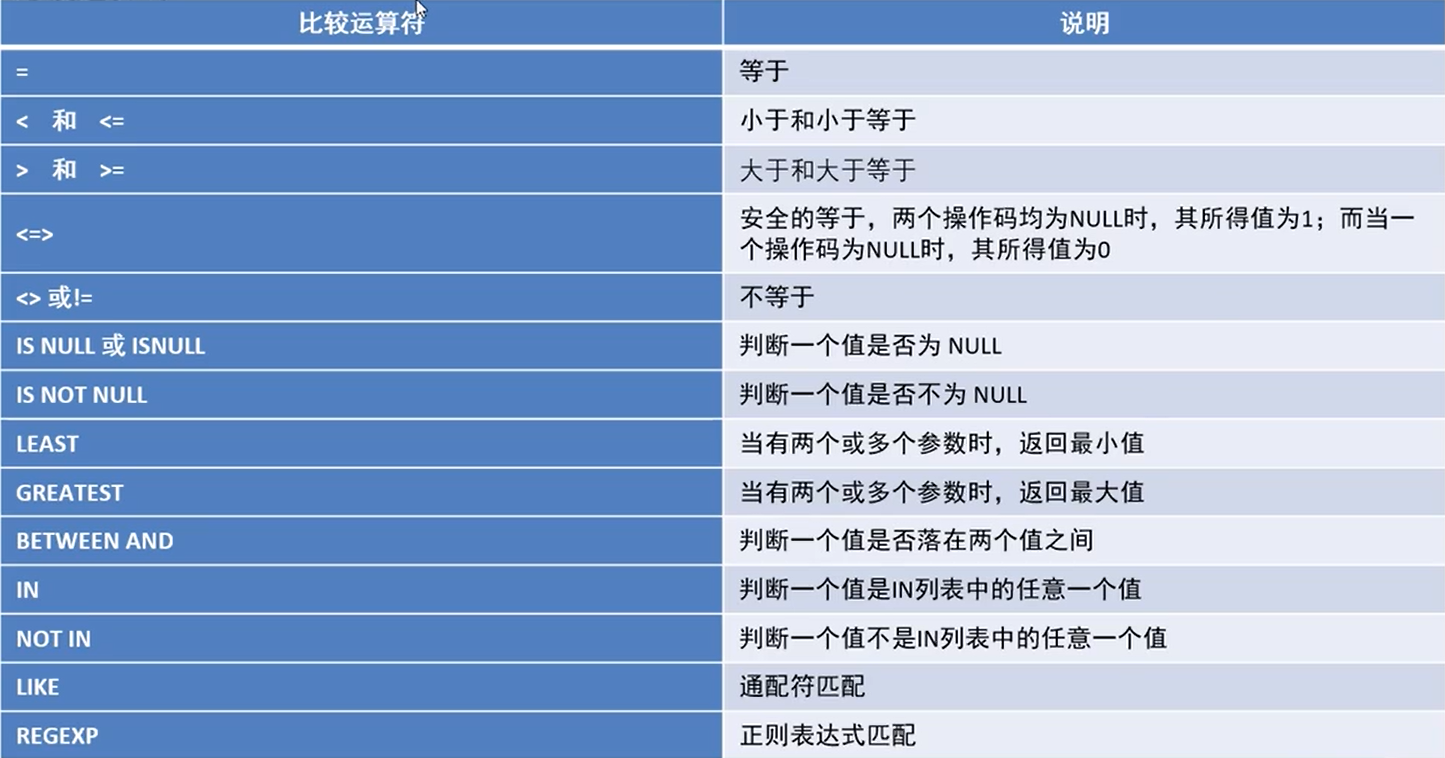 比较运算符 说明
= 等于
< 和 <= 小于和小于等于
> 和 >= 大于和大于等于
<=> 安全的等于，两个操作码均为NULL时，其所得值为1；而当一
个操作码为NULL时，其所得值为0
<> 或!= 不等于
IS NULL 或 ISNULL 判断一个值是否为 NULL
IS NOT NULL 判断一个值是否不为 NULL
LEAST 当有两个或多个参数时，返回最小值
GREATEST 当有两个或多个参数时，返回最大值
BETWEEN AND 判断一个值是否落在两个值之间
IN 判断一个值是IN列表中的任意一个值
NOT IN 判断一个值不是IN列表中的任意一个值
LIKE 通配符匹配
REGEXP 正则表达式匹配